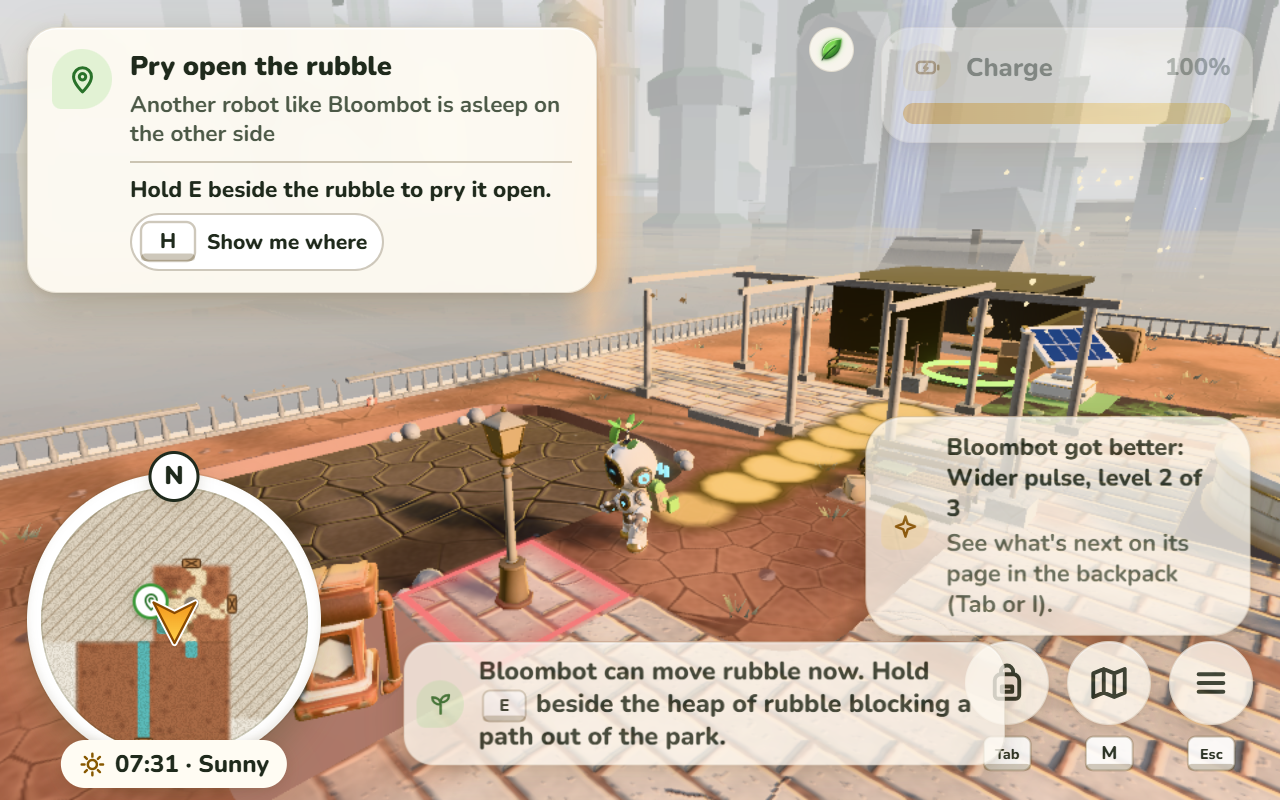 Pry open the rubble
Another robot like Bloombot is asleep on
the other side
Hold E beside the rubble to pry it open.
H Show me where
Charge 100%
N
Bloombot got better:
Wider pulse, level 2 of
3
See what's next on its
page in the backpack
(Tab or I).
Bloombot can move rubble now. Hold
E beside the heap of rubble blocking a
path out of the park.
Tab M Esc
07:31 · Sunny